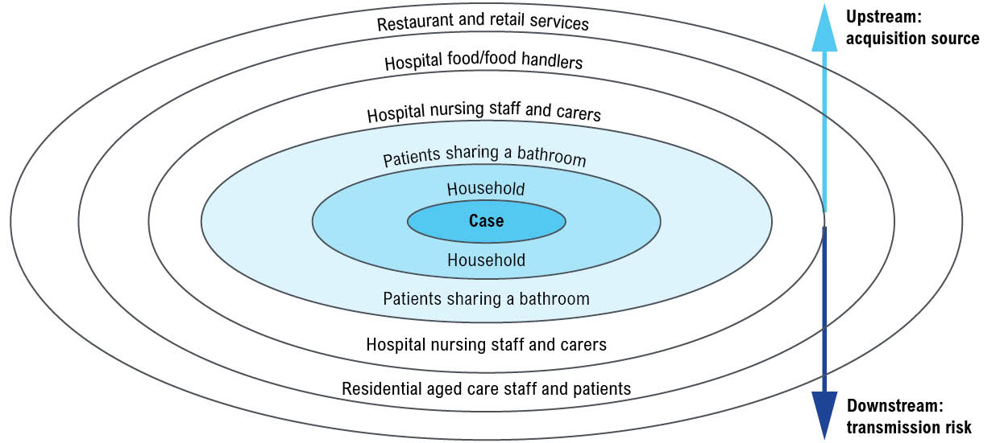 Restaurant and retail services
Upstream:
acquisition source
Hospital food/food handlers
Hospital nursing staff and carers
Patients sharing a bathroom
Household
Case
Household
Patients sharing a bathroom
Hospital nursing staff and carers
Residential aged care staff and patients
Downstream:
transmission risk